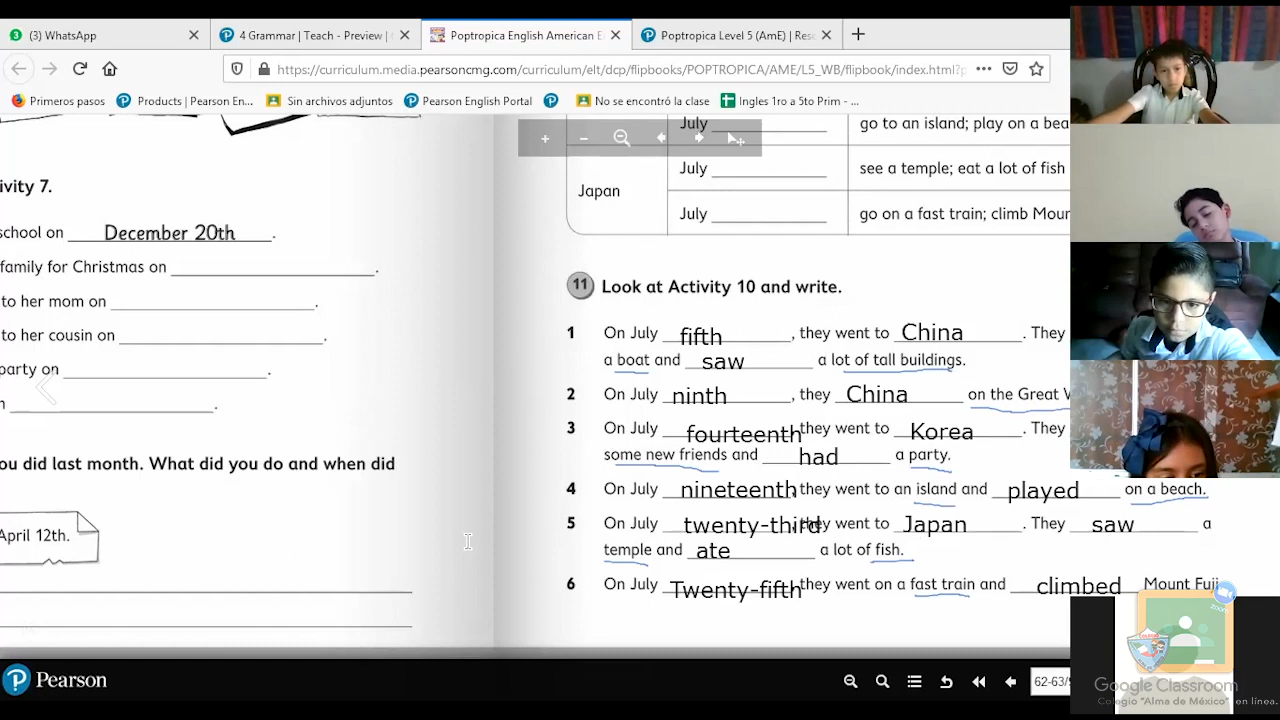 (3) WhatsApp
4 Grammar | Teach - Preview |
Poptropica English American E
Poptropica Level 5 (AmE) | Res
https://curriculum.media.pearsoncmg.com/curriculum/elt/dcp/flipbooks/POPTROPICA/AME/L5_WB/flipbook/index.html?
Primeros pasos
Products | Pearson En...
Sin archivos adjuntos
Pearson English Portal
No se encontró la clase
Ingles 1ro a 5to Prim - ...
ivity 7.
school on December 20th.
family for Christmas on ____.
to her mom on ____.
to her cousin on ____.
party on ____.
ou did last month. What did you do and when did
April 12th.
July ____ go to an island; play on a bea
Japan
July ____ see a temple; eat a lot of fish
July ____ go on a fast train; climb Moun
11 Look at Activity 10 and write.
1 On July fifth, they went to China. They
a boat and saw a lot of tall buildings.
2 On July ninth, they China on the Great W
3 On July fourteenth they went to Korea. They
some new friends and had a party.
4 On July nineteenth, they went to an island and played on a beach.
5 On July twenty-third, they went to Japan. They saw a
temple and ate a lot of fish.
6 On July Twenty-fifth they went on a fast train and climbed Mount Fuji
Pearson
62-63/
zoom
Google Classroom
Colegio "Alma de México" en línea.